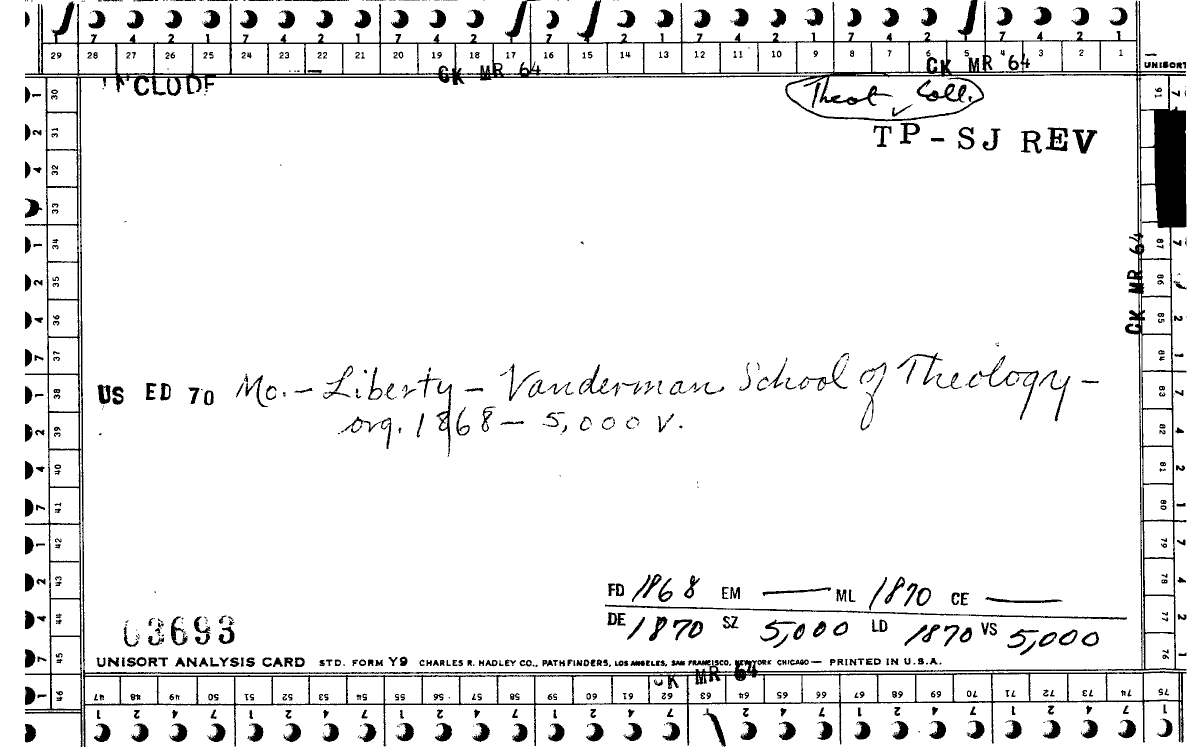 1 7 4 2 1 7 4 2 1 7 4 2 1 7 4 2 1 7 4 2 1 7 4 2 1 7 4 2 1
29 28 27 26 25 24 23 22 21 20 19 18 17 16 15 14 13 12 11 10 9 8 7 6 5 4 3 2 1
UNISORT
CK MR 64 CK MR 64
INCLUDE
Theol. Coll.
TP-SJ REV
CK MR 64
US ED 70 Mo. - Liberty - Vanderman School of Theology -
org. 1868 - 5,000 v.
FD 1868 EM — ML 1870 CE —
DE 1870 SZ 5,000 LD 1870 VS 5,000
03693
UNISORT ANALYSIS CARD STD. FORM Y9 CHARLES R. HADLEY CO., PATHFINDERS, LOS ANGELES, SAN FRANCISCO, NEW YORK CHICAGO — PRINTED IN U.S.A.
CK MR 64
46 47 48 49 50 51 52 53 54 55 56 57 58 59 60 61 62 63 64 65 66 67 68 69 70 71 72 73 74 75
1 2 4 7 1 2 4 7 1 2 4 7 1 2 4 7 1 2 4 7 1 2 4 7 1 2 4 7 1
30 31 32 33 34 35 36 37 38 39 40 41 42 43 44 45
91 87 86 85 84 83 82 81 80 79 78 77 76